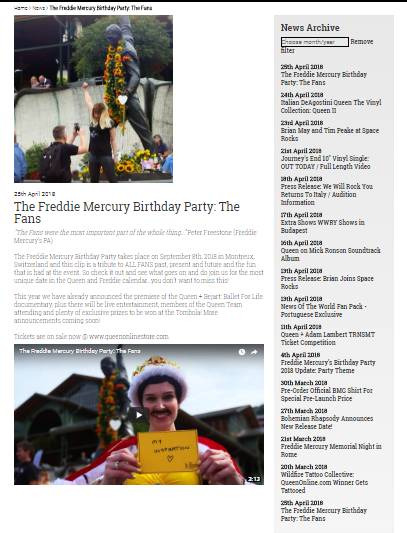 Home > News > The Freddie Mercury Birthday Party: The Fans
25th April 2018
The Freddie Mercury Birthday Party: The
Fans
"The Fans were the most important part of the whole thing..." Peter Freestone (Freddie
Mercury's PA)
The Freddie Mercury Birthday Party takes place on September 8th, 2018 in Montreux,
Switzerland and this clip is a tribute to ALL FANS past, present and future and the fun
that is had at the event. So check it out and see what goes on and do join us for the most
unique date in the Queen and Freddie calendar... you don't want to miss this!
This year we have already announced the premiere of the Queen + Bejart: Ballet For Life
documentary, plus there will be live entertainment, members of the Queen Team
attending and plenty of exclusive prizes to be won at the Tombola! More
announcements coming soon!
Tickets are on sale now @ www.queenonlinestore.com
The Freddie Mercury Birthday Party: The Fans
MY
INSPIRATION
2:13
News Archive
Choose month/year Remove
filter
25th April 2018
The Freddie Mercury Birthday
Party: The Fans
24th April 2018
Italian DeAgostini Queen The Vinyl
Collection: Queen II
23rd April 2018
Brian May and Tim Peake at Space
Rocks
21st April 2018
Journey's End 10" Vinyl Single:
OUT TODAY / Full Length Video
18th April 2018
Press Release: We Will Rock You
Returns To Italy / Audition
Information
17th April 2018
Extra Shows WWRY Shows in
Budapest
16th April 2018
Queen on Mick Ronson Soundtrack
Album
13th April 2018
Press Release: Brian Joins Space
Rocks
13th April 2018
News Of The World Fan Pack -
Portuguese Exclusive
11th April 2018
Queen + Adam Lambert TRNSMT
Ticket Competition
4th April 2018
Freddie Mercury's Birthday Party
2018 Update: Party Theme
30th March 2018
Pre-Order Official BMG Shirt For
Special Pre-Launch Price
27th March 2018
Bohemian Rhapsody Announces
New Release Date!
21st March 2018
Freddie Mercury Memorial Night in
Rome
20th March 2018
Wildfire Tattoo Collective:
QueenOnline.com Winner Gets
Tattooed
25th April 2018
The Freddie Mercury Birthday
Party: The Fans